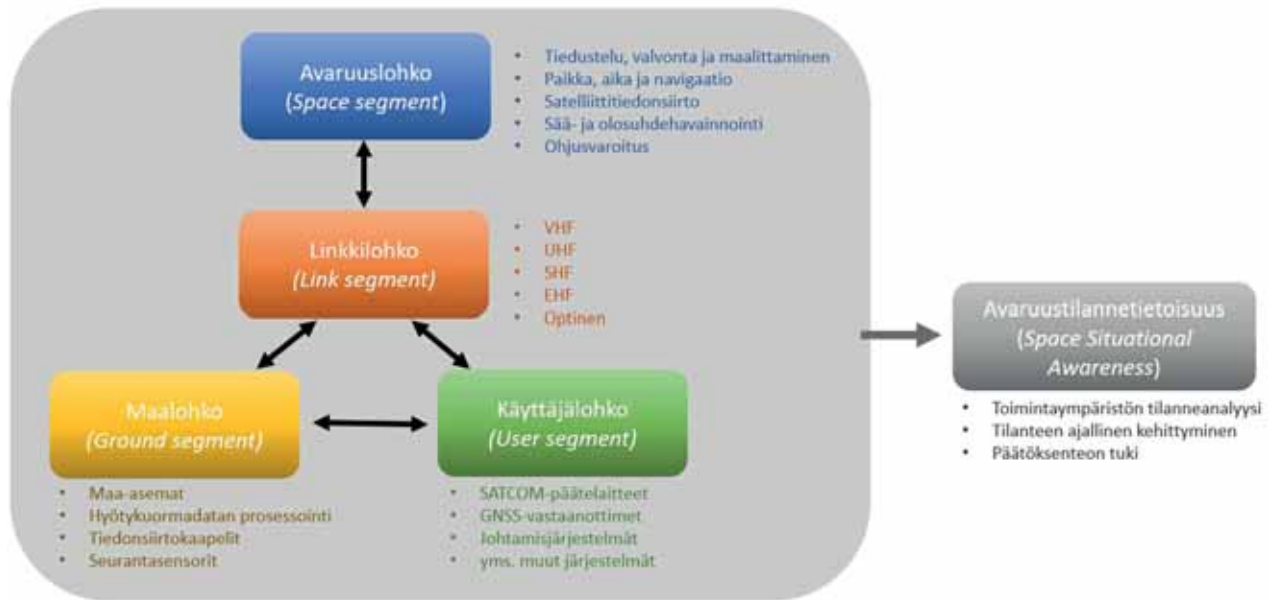 Avaruuslohko
(Space segment)
• Tiedustelu, valvonta ja maalittaminen
• Paikka, aika ja navigaatio
• Satelliittitiedonsiirto
• Sää- ja olosuhdehavainnointi
• Ohjusvaroitus
Linkkilohko
(Link segment)
• VHF
• UHF
• SHF
• EHF
• Optinen
Maalohko
(Ground segment)
• Maa-asemat
• Hyötykuormadatan prosessointi
• Tiedonsiirtokaapelit
• Seurantasensorit
Käyttäjälohko
(User segment)
• SATCOM-päätelaitteet
• GNSS-vastaanottimet
• Johtamisjärjestelmät
• yms. muut järjestelmät
Avaruustilannetietoisuus
(Space Situational
Awareness)
• Toimintaympäristön tilanneanalyysi
• Tilanteen ajallinen kehittyminen
• Päätöksenteon tuki